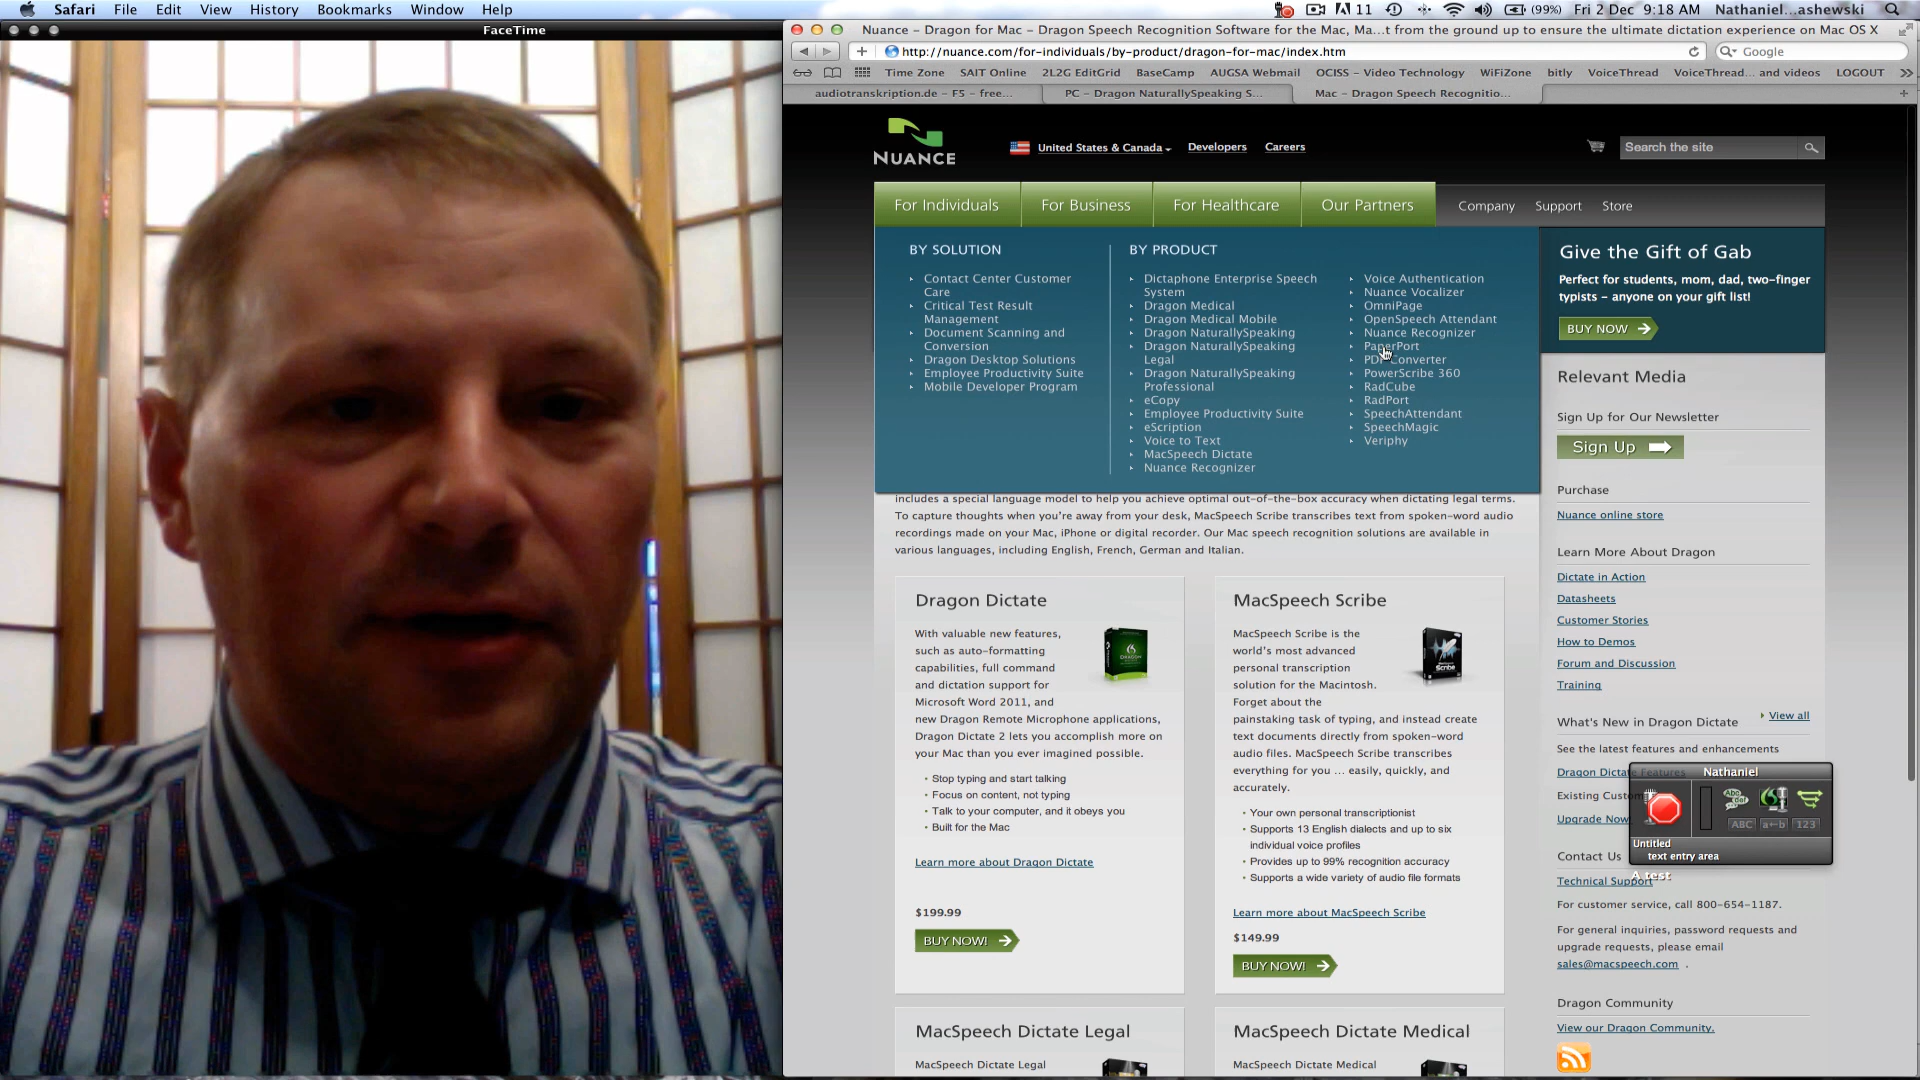 Safari File Edit View History Bookmarks Window Help 11 (99%) Fri 2 Dec 9:18 AM Nathaniel...ashewski
FaceTime
Nuance – Dragon for Mac – Dragon Speech Recognition Software for the Mac, Ma...t from the ground up to ensure the ultimate dictation experience on Mac OS X
http://nuance.com/for-individuals/by-product/dragon-for-mac/index.htm
Google
Time Zone SAIT Online 2L2G EditGrid BaseCamp AUGSA Webmail OCISS – Video Technology WiFiZone bitly VoiceThread VoiceThread... and videos LOGOUT
audiotranskription.de – F5 – free... PC – Dragon NaturallySpeaking S... Mac – Dragon Speech Recognitio...
NUANCE
United States & Canada Developers Careers
Search the site
For Individuals For Business For Healthcare Our Partners Company Support Store
BY SOLUTION
Contact Center Customer
Care
Critical Test Result
Management
Document Scanning and
Conversion
Dragon Desktop Solutions
Employee Productivity Suite
Mobile Developer Program
BY PRODUCT
Dictaphone Enterprise Speech
System
Dragon Medical
Dragon Medical Mobile
Dragon NaturallySpeaking
Dragon NaturallySpeaking
Legal
Dragon NaturallySpeaking
Professional
eCopy
Employee Productivity Suite
eScription
Voice to Text
MacSpeech Dictate
Nuance Recognizer
Voice Authentication
Nuance Vocalizer
OmniPage
OpenSpeech Attendant
Nuance Recognizer
PaperPort
PDF Converter
PowerScribe 360
RadCube
RadPort
SpeechAttendant
SpeechMagic
Veriphy
Give the Gift of Gab
Perfect for students, mom, dad, two-finger
typists – anyone on your gift list!
BUY NOW
includes a special language model to help you achieve optimal out-of-the-box accuracy when dictating legal terms.
To capture thoughts when you're away from your desk, MacSpeech Scribe transcribes text from spoken-word audio
recordings made on your Mac, iPhone or digital recorder. Our Mac speech recognition solutions are available in
various languages, including English, French, German and Italian.
Dragon Dictate
With valuable new features,
such as auto-formatting
capabilities, full command
and dictation support for
Microsoft Word 2011, and
new Dragon Remote Microphone applications,
Dragon Dictate 2 lets you accomplish more on
your Mac than you ever imagined possible.
Stop typing and start talking
Focus on content, not typing
Talk to your computer, and it obeys you
Built for the Mac
Learn more about Dragon Dictate
$199.99
BUY NOW!
MacSpeech Scribe
MacSpeech Scribe is the
world's most advanced
personal transcription
solution for the Macintosh.
Forget about the
painstaking task of typing, and instead create
text documents directly from spoken-word
audio files. MacSpeech Scribe transcribes
everything for you ... easily, quickly, and
accurately.
Your own personal transcriptionist
Supports 13 English dialects and up to six
individual voice profiles
Provides up to 99% recognition accuracy
Supports a wide variety of audio file formats
Learn more about MacSpeech Scribe
$149.99
BUY NOW!
MacSpeech Dictate Legal
MacSpeech Dictate Legal
MacSpeech Dictate Medical
MacSpeech Dictate Medical
Relevant Media
Sign Up for Our Newsletter
Sign Up
Purchase
Nuance online store
Learn More About Dragon
Dictate in Action
Datasheets
Customer Stories
How to Demos
Forum and Discussion
Training
What's New in Dragon Dictate View all
See the latest features and enhancements
Dragon Dictate Features
Existing Custo
Upgrade Now
Nathaniel
ABC a–b 123
Untitled
text entry area
A test
Contact Us
Technical Support
For customer service, call 800-654-1187.
For general inquiries, password requests and
upgrade requests, please email
sales@macspeech.com .
Dragon Community
View our Dragon Community.